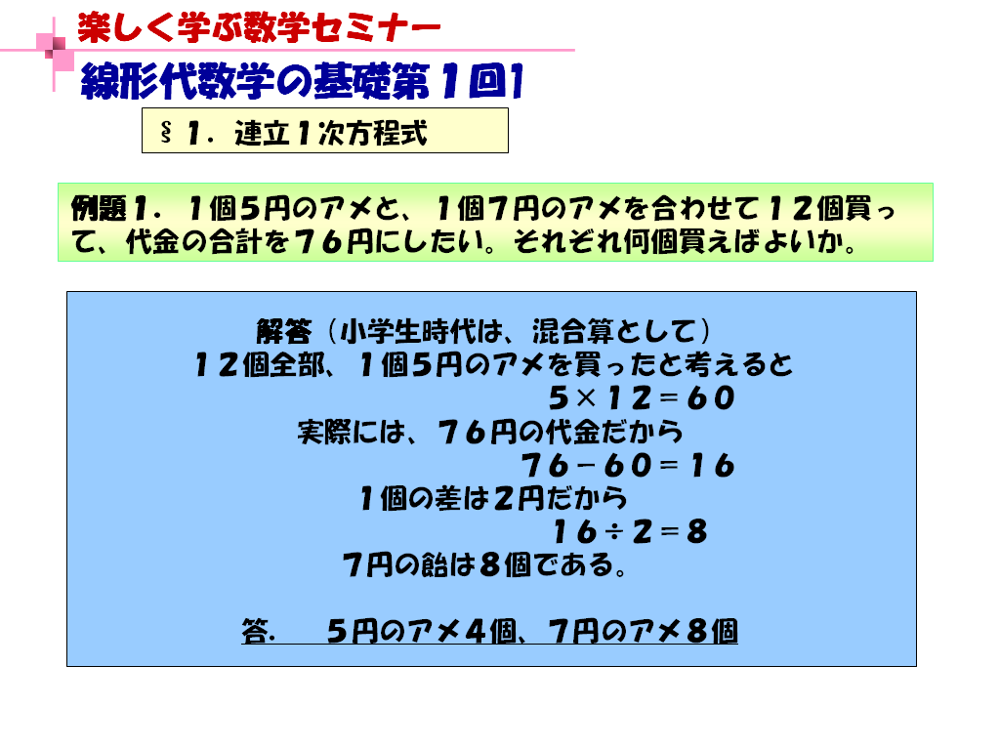 楽しく学ぶ数学セミナー
線形代数学の基礎第１回1
§１．連立１次方程式
例題１．１個５円のアメと、１個７円のアメを合わせて１２個買っ
て、代金の合計を７６円にしたい。それぞれ何個買えばよいか。
解答（小学生時代は、混合算として）
１２個全部、１個５円のアメを買ったと考えると
５×１２＝６０
実際には、７６円の代金だから
７６－６０＝１６
１個の差は２円だから
１６÷２＝８
７円の飴は８個である。
答．　５円のアメ４個、７円のアメ８個